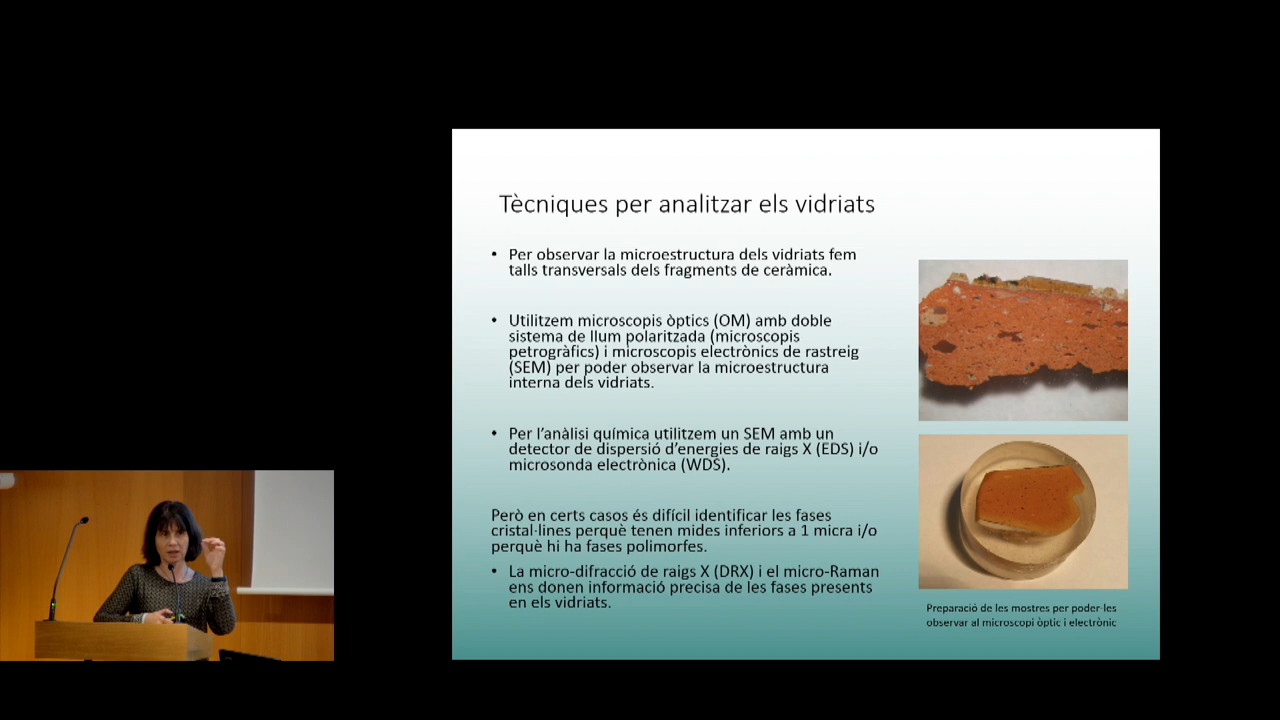 Tècniques per analitzar els vidriats
• Per observar la microestructura dels vidriats fem
talls transversals dels fragments de ceràmica.
• Utilitzem microscopis òptics (OM) amb doble
sistema de llum polaritzada (microscopis
petrogràfics) i microscopis electrònics de rastreig
(SEM) per poder observar la microestructura
interna dels vidriats.
• Per l’anàlisi química utilitzem un SEM amb un
detector de dispersió d’energies de raigs X (EDS) i/o
microsonda electrònica (WDS).
Però en certs casos és difícil identificar les fases
cristal·lines perquè tenen mides inferiors a 1 micra i/o
perquè hi ha fases polimorfes.
• La micro-difracció de raigs X (DRX) i el micro-Raman
ens donen informació precisa de les fases presents
en els vidriats.
Preparació de les mostres per poder-les
observar al microscopi òptic i electrònic